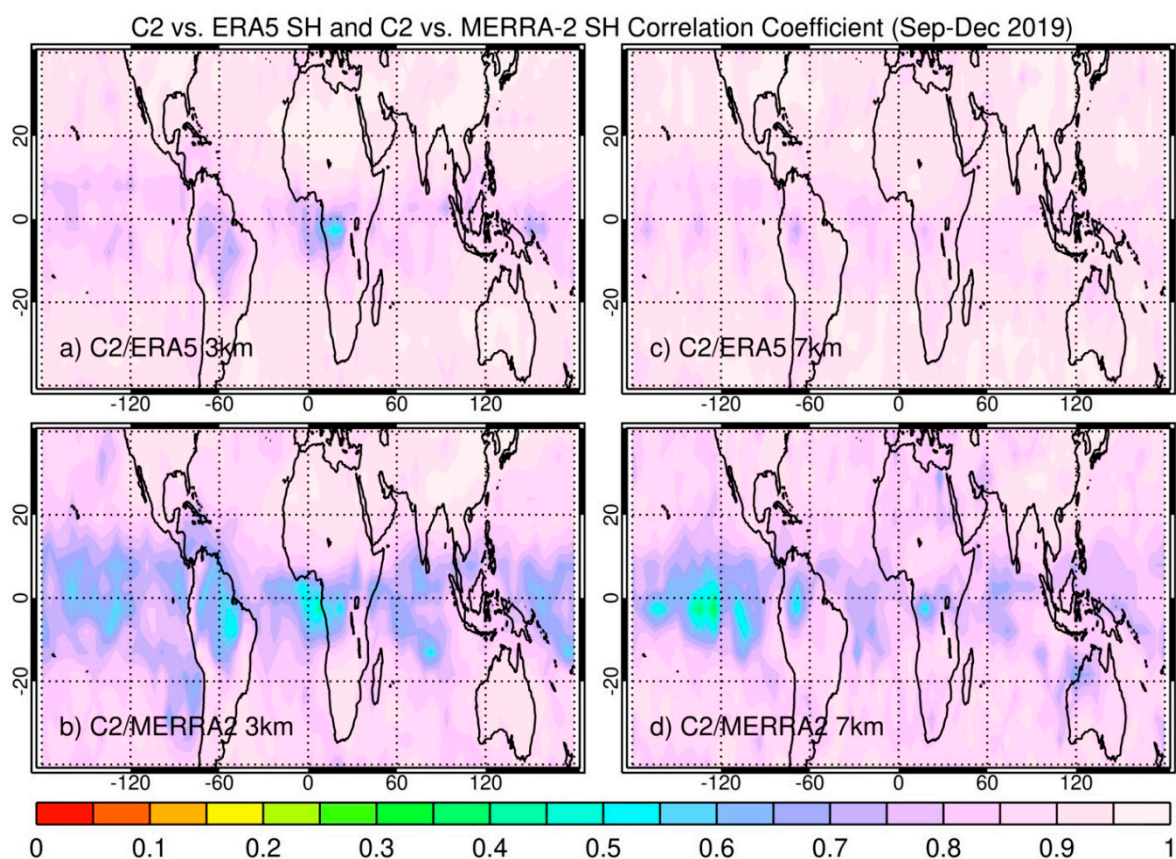 C2 vs. ERA5 SH and C2 vs. MERRA-2 SH Correlation Coefficient (Sep-Dec 2019)
20
0
20
a) C2/ERA5 3km
-120 -60 0 60 120
20
0
20
c) C2/ERA5 7km
-120 -60 0 60 120
20
0
20
b) C2/MERRA2 3km
-120 -60 0 60 120
20
0
20
d) C2/MERRA2 7km
-120 -60 0 60 120
0 0.1 0.2 0.3 0.4 0.5 0.6 0.7 0.8 0.9 1